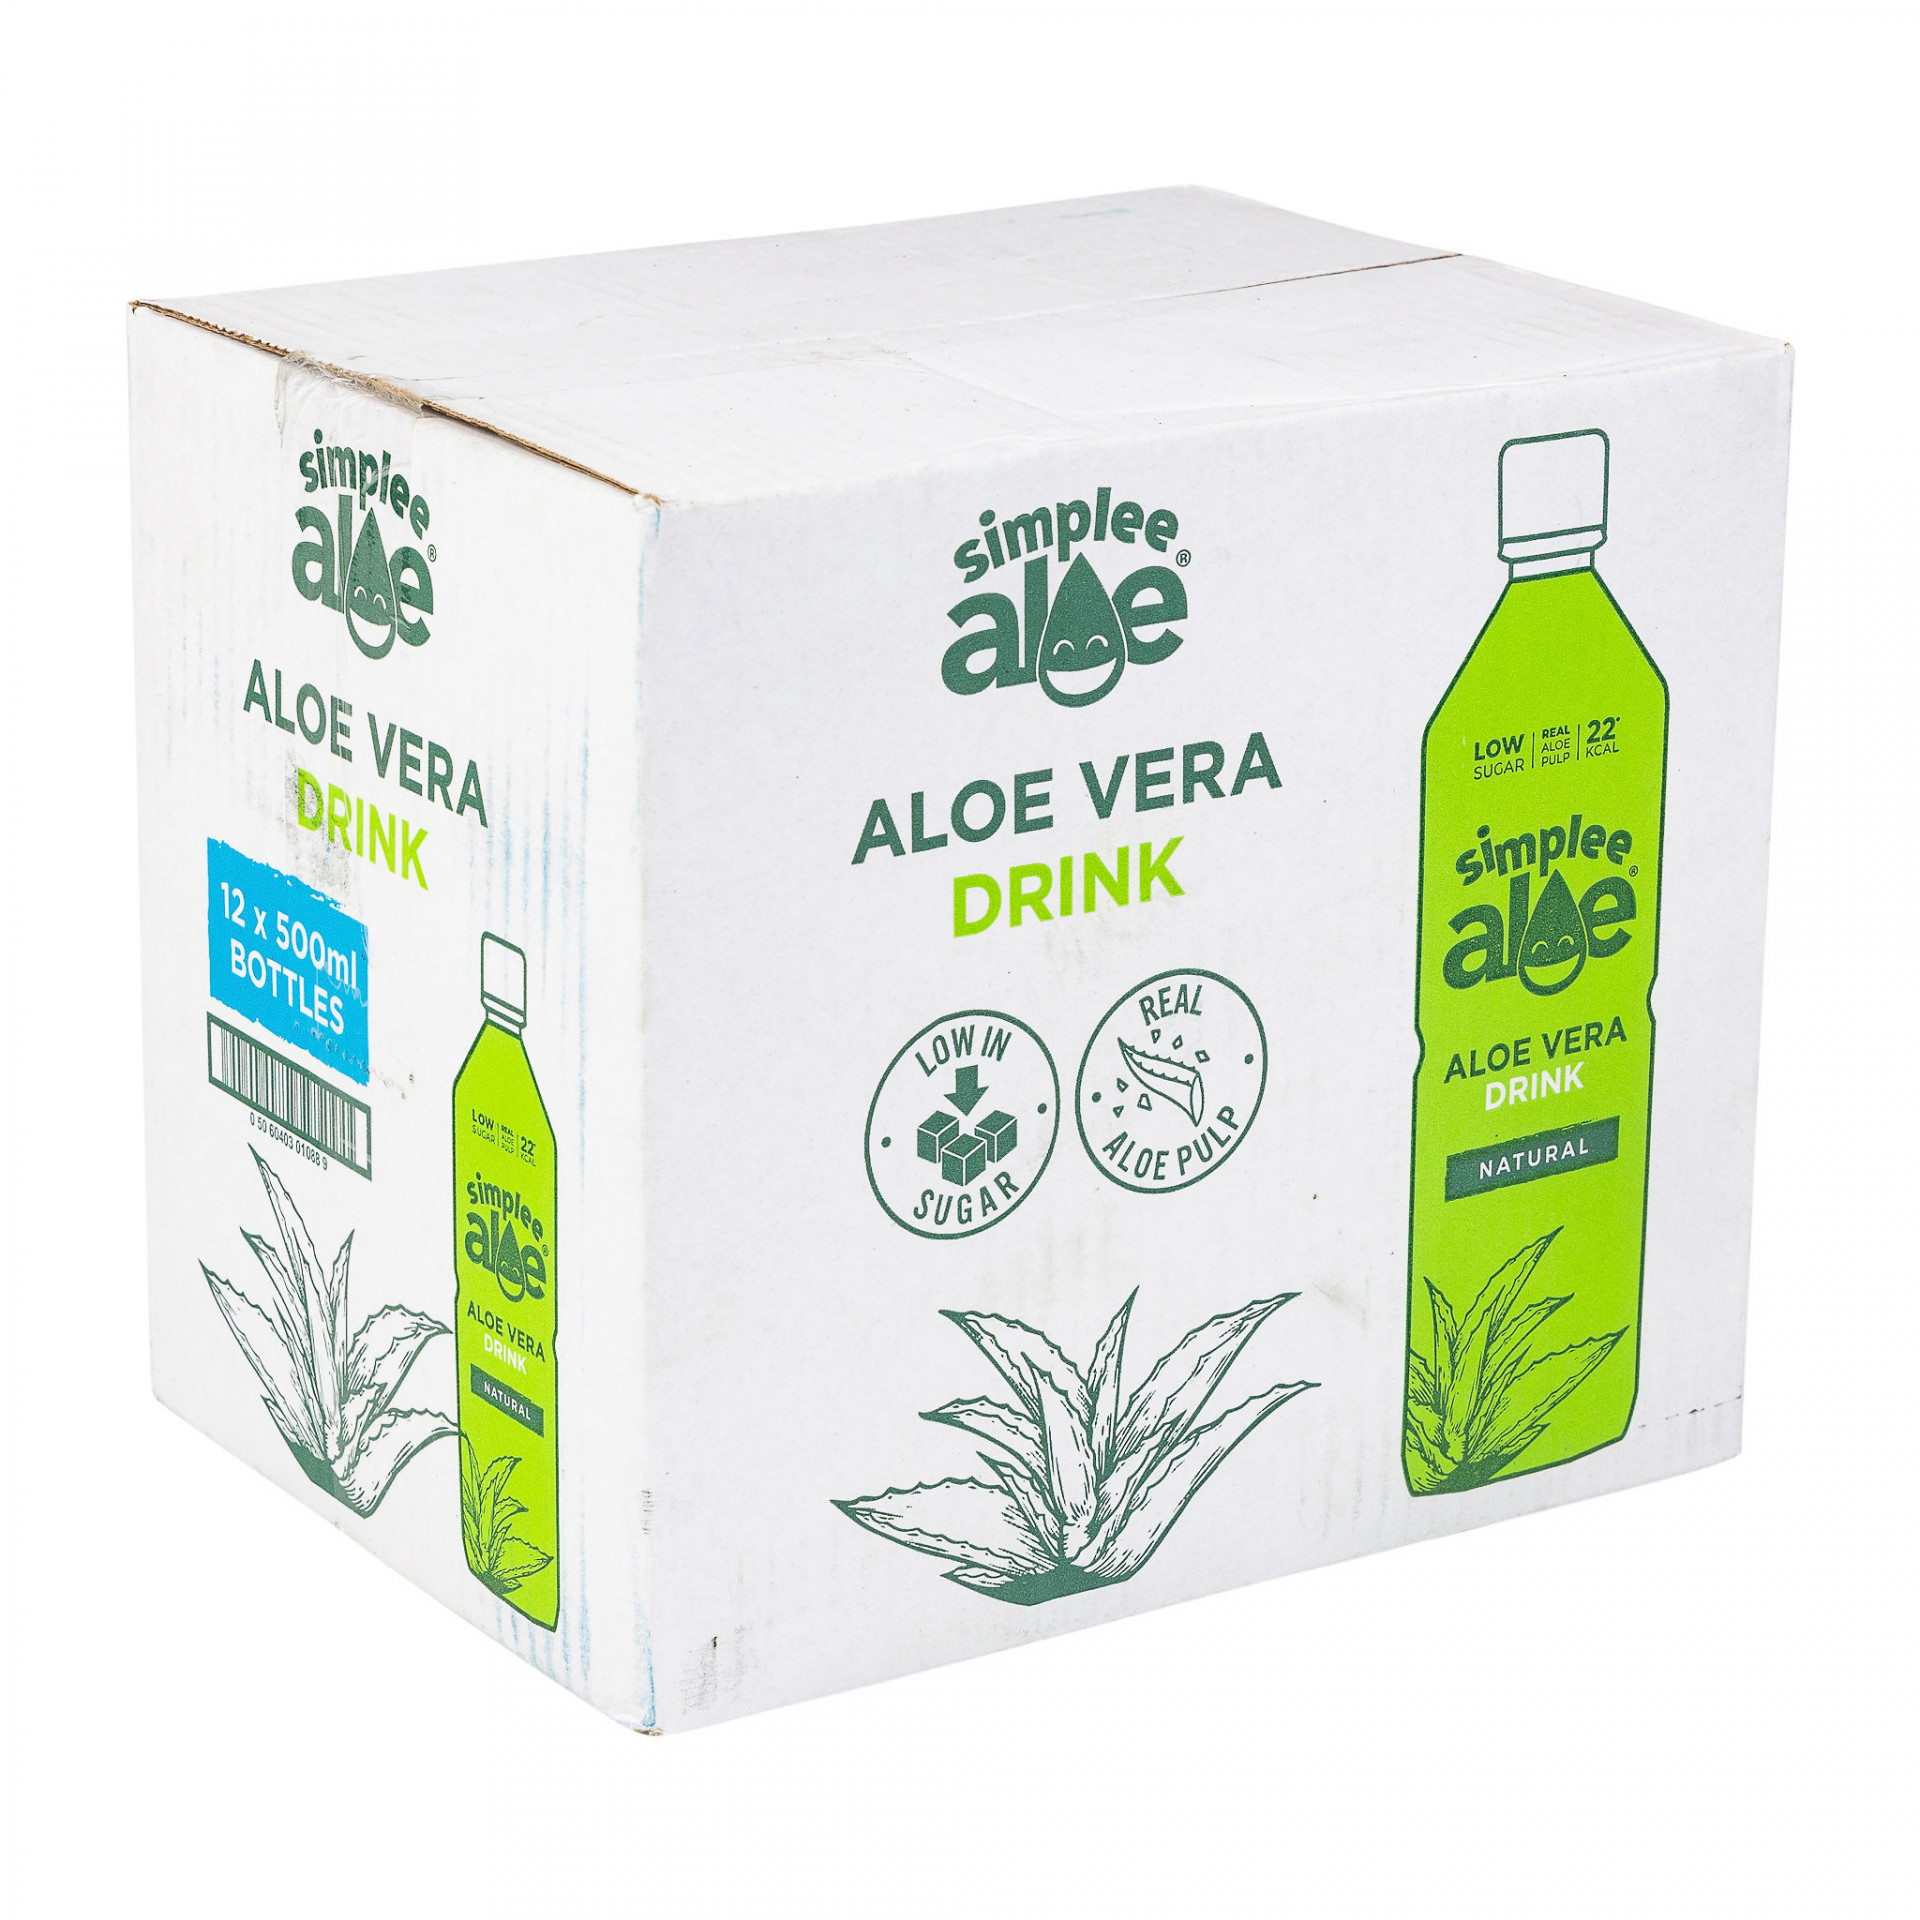 simplee
aloe®
ALOE VERA
DRINK
12 x 500ml
BOTTLES
0 50 60403 01088 9
LOW
SUGAR
REAL
ALOE
PULP
22*
KCAL
simplee
aloe®
ALOE VERA
DRINK
NATURAL
simplee
aloe®
ALOE VERA
DRINK
LOW IN
SUGAR
REAL
ALOE PULP
LOW
SUGAR
REAL
ALOE
PULP
22*
KCAL
simplee
aloe®
ALOE VERA
DRINK
NATURAL